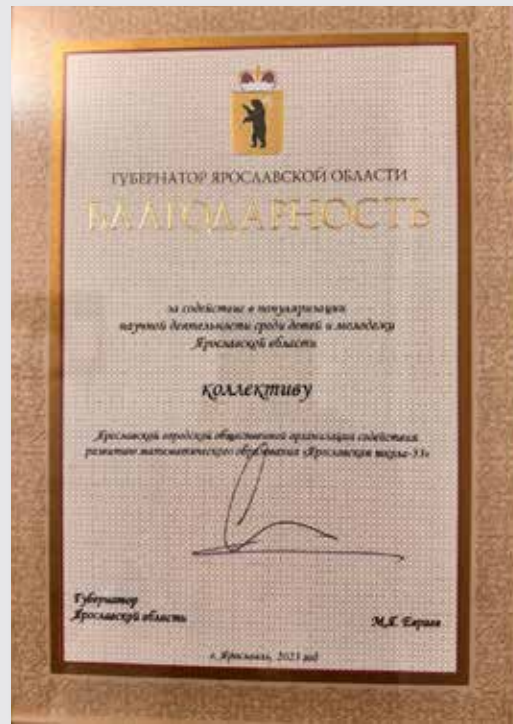 ГУБЕРНАТОР ЯРОСЛАВСКОЙ ОБЛАСТИ
БЛАГОДАРНОСТЬ
за содействие в популяризации
научной деятельности среди детей и молодежи
Ярославской области
коллективу
Ярославской городской общественной организации содействия
развитию математического образования «Ярославская школа-33»
Губернатор
Ярославской области
М.Я. Евраев
г. Ярославль, 2023 год